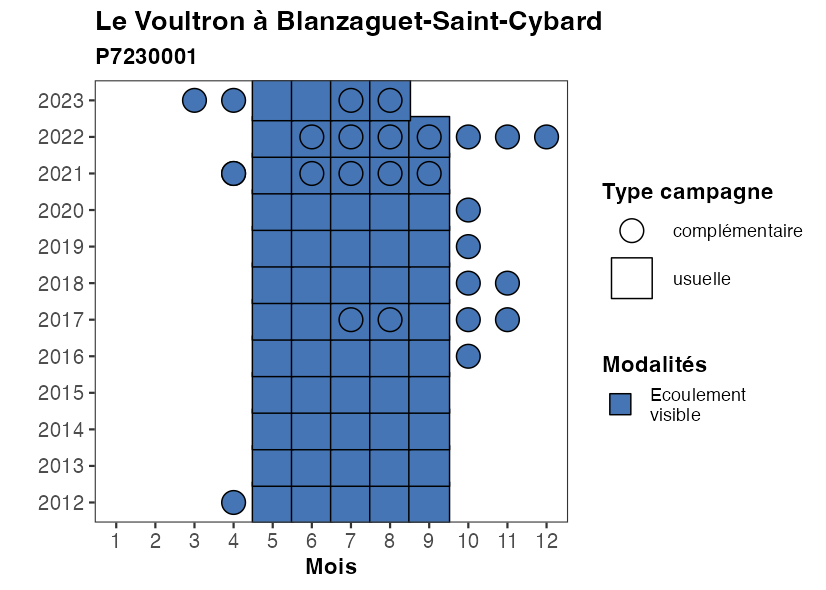 Le Voultron à Blanzaguet-Saint-Cybard
P7230001
2023
2022
2021
2020
2019
2018
2017
2016
2015
2014
2013
2012
1 2 3 4 5 6 7 8 9 10 11 12
Mois
Type campagne
complémentaire
usuelle
Modalités
Ecoulement
visible